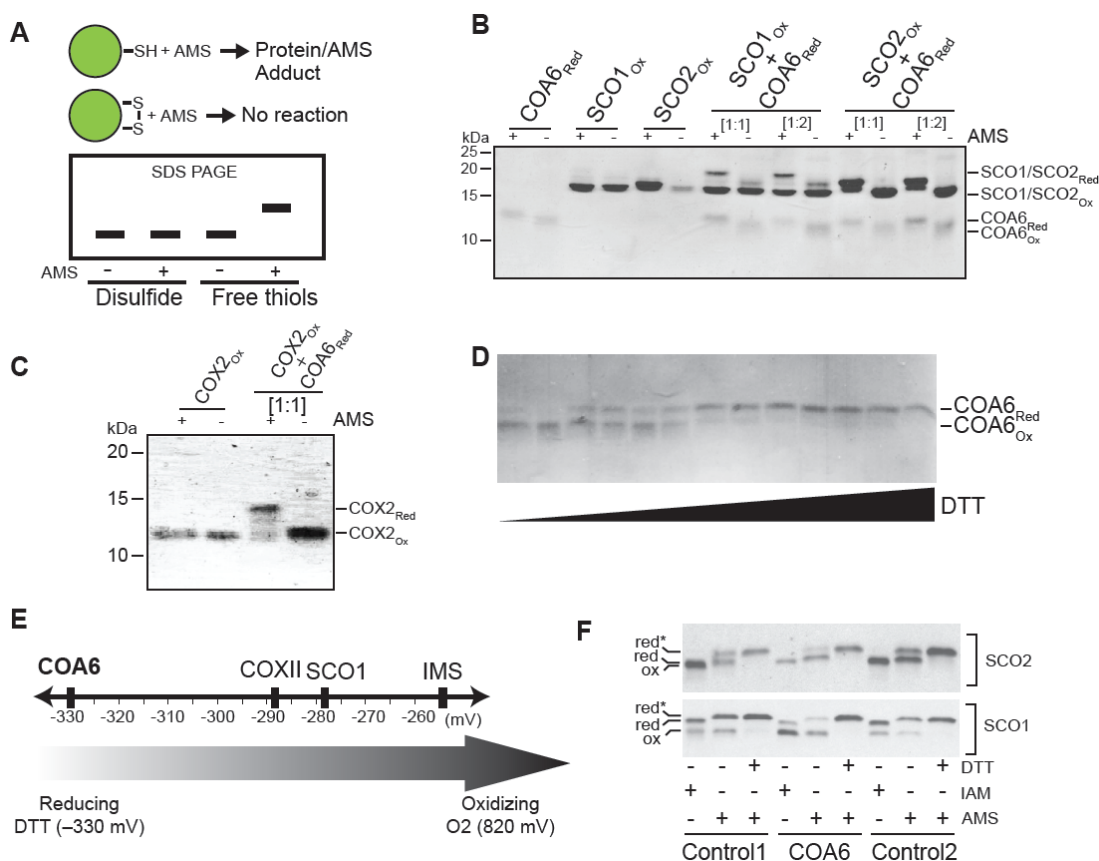 A
-SH + AMS → Protein/AMS
Adduct
S
+ AMS → No reaction
S
SDS PAGE
AMS - + - +
Disulfide Free thiols
B
COA6Red
SCO1Ox
SCO2Ox
SCO1Ox
+
COA6Red
SCO2Ox
+
COA6Red
[1:1] [1:2] [1:1] [1:2]
kDa + - + - + - + - + - + - + - AMS
25
20
15
10
SCO1/SCO2Red
SCO1/SCO2Ox
COA6Red
COA6Ox
C
COX2Ox
COX2Ox
+
COA6Red
[1:1]
kDa + - + - AMS
20
15
10
COX2Red
COX2Ox
D
COA6Red
COA6Ox
DTT
E
COA6 COXII SCO1 IMS
-330 -320 -310 -300 -290 -280 -270 -260 (mV)
Reducing
DTT (–330 mV)
Oxidizing
O2 (820 mV)
F
red*
red
ox
SCO2
red*
red
ox
SCO1
- - + - - + - - + DTT
+ - - + - - + - - IAM
- + + - + + - + + AMS
Control1 COA6 Control2